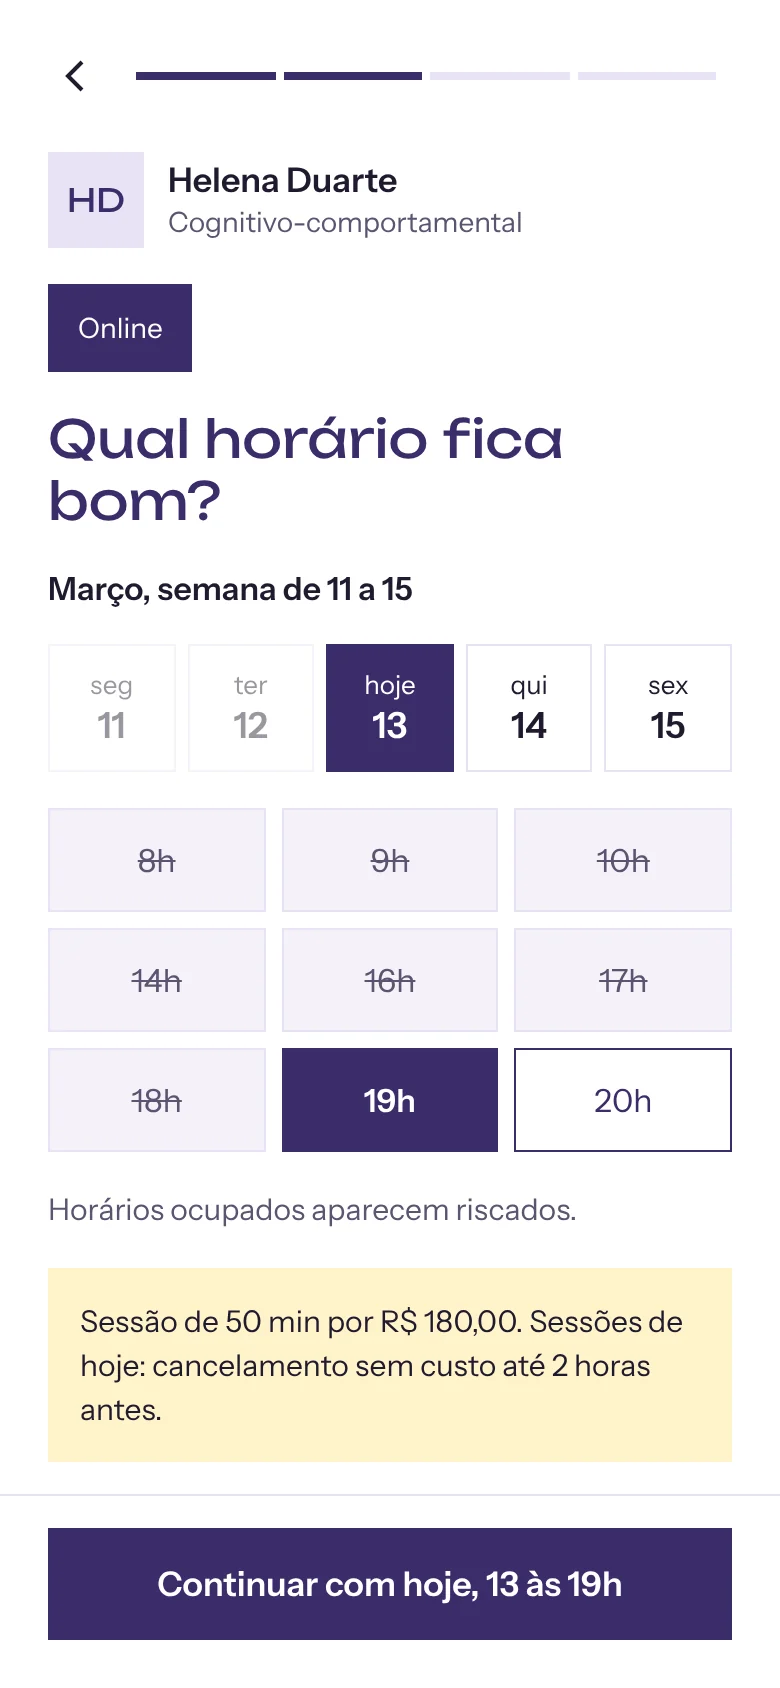 HD
Helena Duarte
Cognitivo-comportamental
Online
Qual horário fica
bom?
Março, semana de 11 a 15
seg ter hoje qui sex
11 12 13 14 15
8h 9h 10h
14h 16h 17h
18h 19h 20h
Horários ocupados aparecem riscados.
Sessão de 50 min por R$ 180,00. Sessões de
hoje: cancelamento sem custo até 2 horas
antes.
Continuar com hoje, 13 às 19h